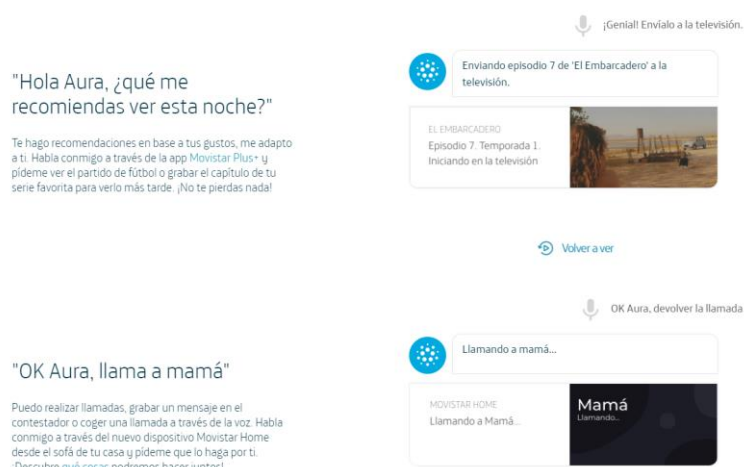 ¡Genial! Envíalo a la televisión.
"Hola Aura, ¿qué me
recomiendas ver esta noche?"
Te hago recomendaciones en base a tus gustos, me adapto
a ti. Habla conmigo a través de la app Movistar Plus+ y
pídeme ver el partido de fútbol o grabar el capítulo de tu
serie favorita para verlo más tarde. ¡No te pierdas nada!
Enviando episodio 7 de 'El Embarcadero' a la
televisión.
EL EMBARCADERO
Episodio 7. Temporada 1.
Iniciando en la televisión
Volver a ver
OK Aura, devolver la llamada
"OK Aura, llama a mamá"
Puedo realizar llamadas, grabar un mensaje en el
contestador o coger una llamada a través de la voz. Habla
conmigo a través del nuevo dispositivo Movistar Home
desde el sofá de tu casa y pídeme que lo haga por ti.
¡Descubre qué cosas podremos hacer juntos!
Llamando a mamá...
MOVISTAR HOME
Llamando a Mamá...
Mamá
Llamando...